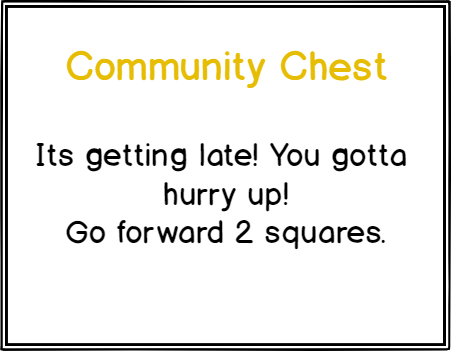 Community Chest
Its getting late! You gotta
hurry up!
Go forward 2 squares.